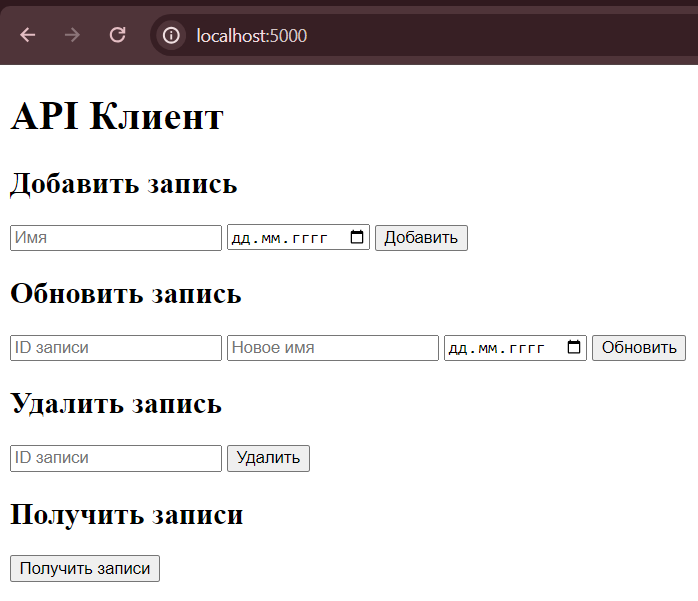 localhost:5000
API Клиент
Добавить запись
Имя дд.мм.гггг Добавить
Обновить запись
ID записи Новое имя дд.мм.гггг Обновить
Удалить запись
ID записи Удалить
Получить записи
Получить записи